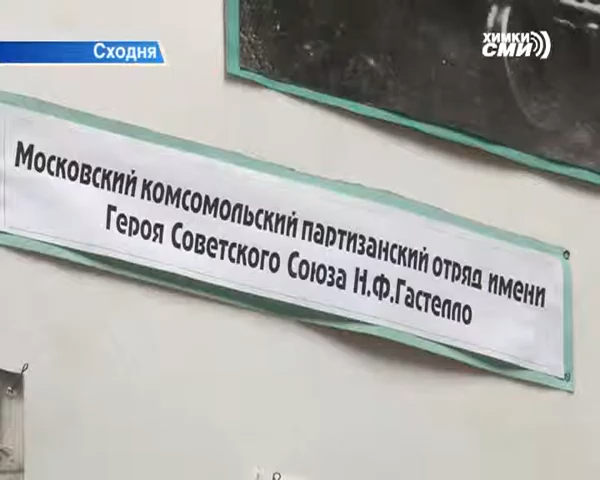 Сходня
ХИМКИ
СМИ
Московский комсомольский партизанский отряд имени
Героя Советского Союза Н.Ф.Гастелло